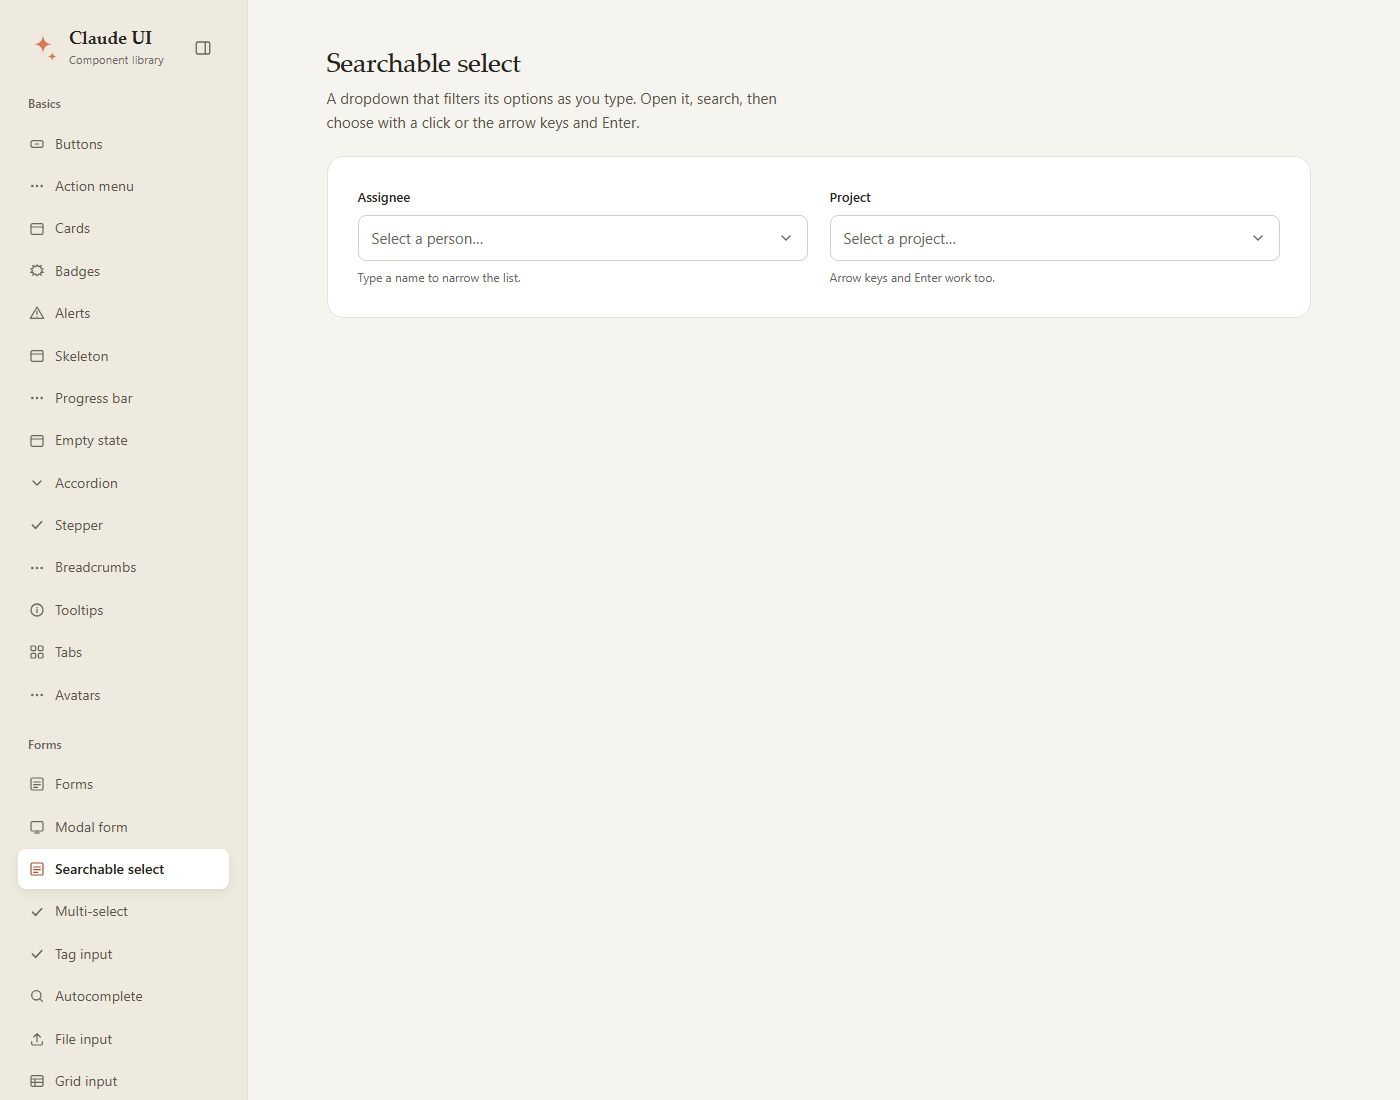 Claude UI
Component library
Basics
Buttons
Action menu
Cards
Badges
Alerts
Skeleton
Progress bar
Empty state
Accordion
Stepper
Breadcrumbs
Tooltips
Tabs
Avatars
Forms
Forms
Modal form
Searchable select
Multi-select
Tag input
Autocomplete
File input
Grid input
Searchable select
A dropdown that filters its options as you type. Open it, search, then
choose with a click or the arrow keys and Enter.
Assignee
Select a person...
Type a name to narrow the list.
Project
Select a project...
Arrow keys and Enter work too.